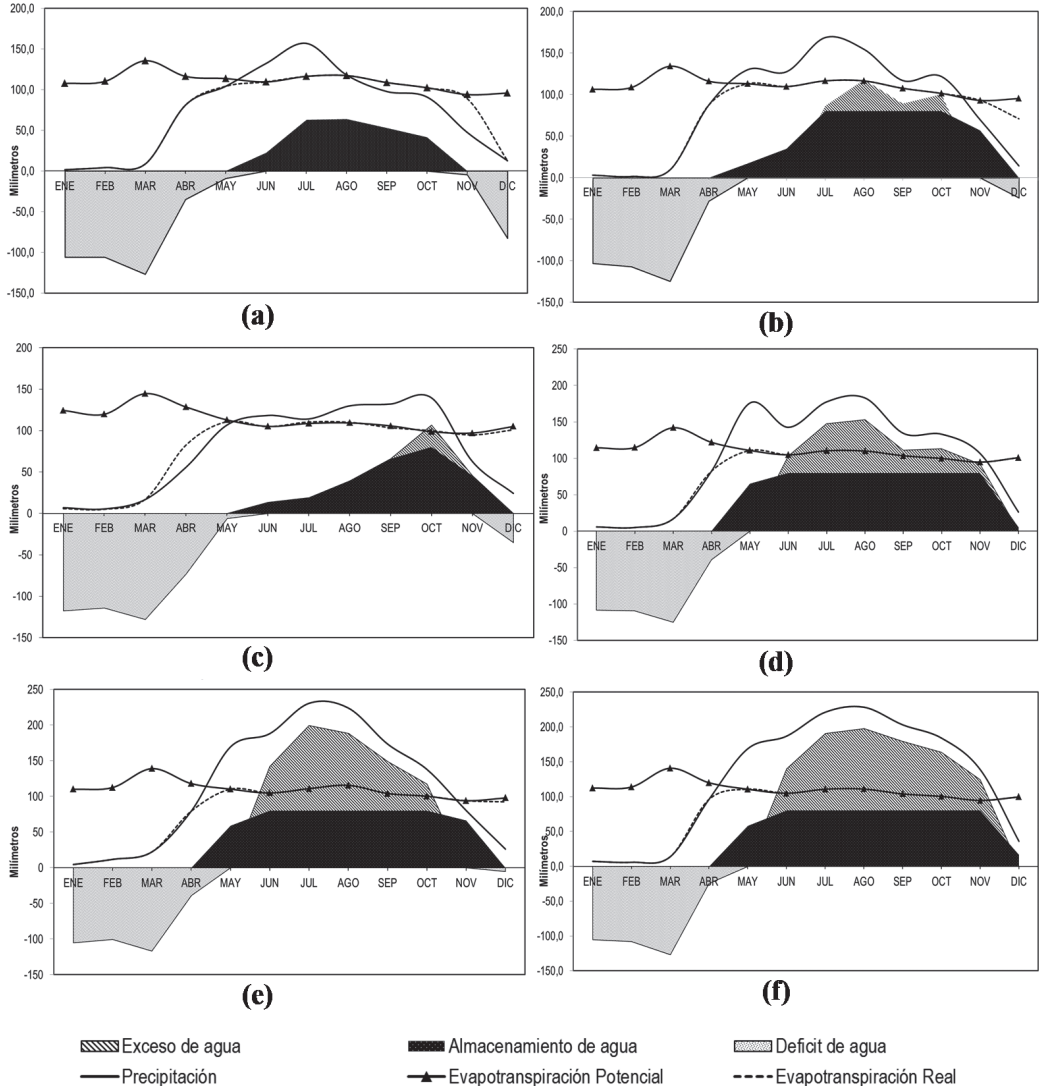 200,0
150,0
100,0
50,0
0,0
-50,0
-100,0
-150,0
Milímetros
ENE FEB MAR ABR MAY JUN JUL AGO SEP OCT NOV DIC
(a)
200,0
150,0
100,0
50,0
0,0
-50,0
-100,0
-150,0
Milímetros
ENE FEB MAR ABR MAY JUN JUL AGO SEP OCT NOV DIC
(b)
200
150
100
50
0
-50
-100
-150
Milímetros
ENE FEB MAR ABR MAY JUN JUL AGO SEP OCT NOV DIC
(c)
250
200
150
100
50
0
-50
-100
-150
Milímetros
ENE FEB MAR ABR MAY JUN JUL AGO SEP OCT NOV DIC
(d)
250
200
150
100
50
0
-50
-100
-150
Milímetros
ENE FEB MAR ABR MAY JUN JUL AGO SEP OCT NOV DIC
(e)
250,0
200,0
150,0
100,0
50,0
0,0
-50,0
-100,0
-150,0
Milímetros
ENE FEB MAR ABR MAY JUN JUL AGO SEP OCT NOV DIC
(f)
Exceso de agua Almacenamiento de agua Deficit de agua
Precipitación Evapotranspiración Potencial Evapotranspiración Real